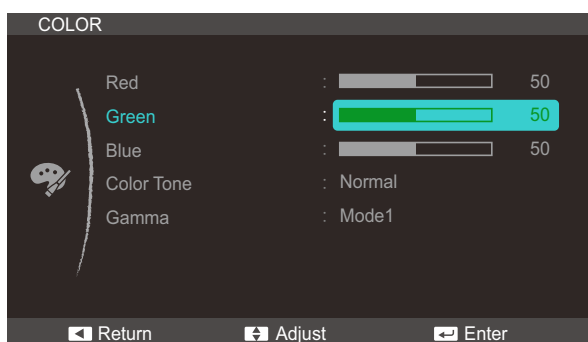 COLOR
Red : 50
Green : 50
Blue : 50
Color Tone : Normal
Gamma : Mode1
Return Adjust Enter